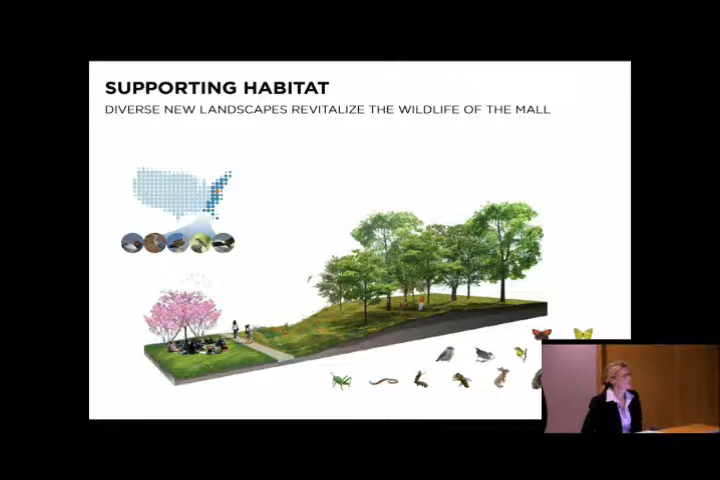 SUPPORTING HABITAT
DIVERSE NEW LANDSCAPES REVITALIZE THE WILDLIFE OF THE MALL